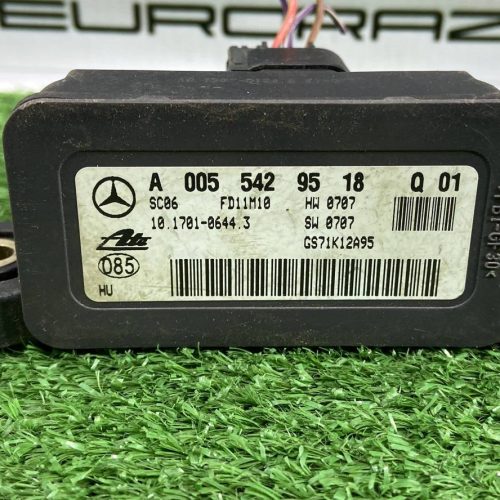 EURORAZ
A 005 542 95 18 Q 01
SC06 FD11M10 HW 0707
10.1701-0644.3 SW 0707
Ate GS71K12A95
085
HU